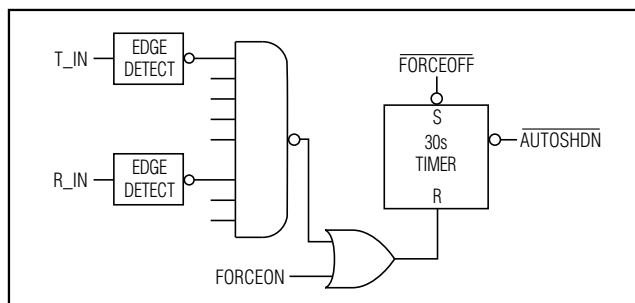 T_IN
EDGE
DETECT
R_IN
EDGE
DETECT
FORCEON
FORCEOFF
S
30s
TIMER
R
AUTOSHDN